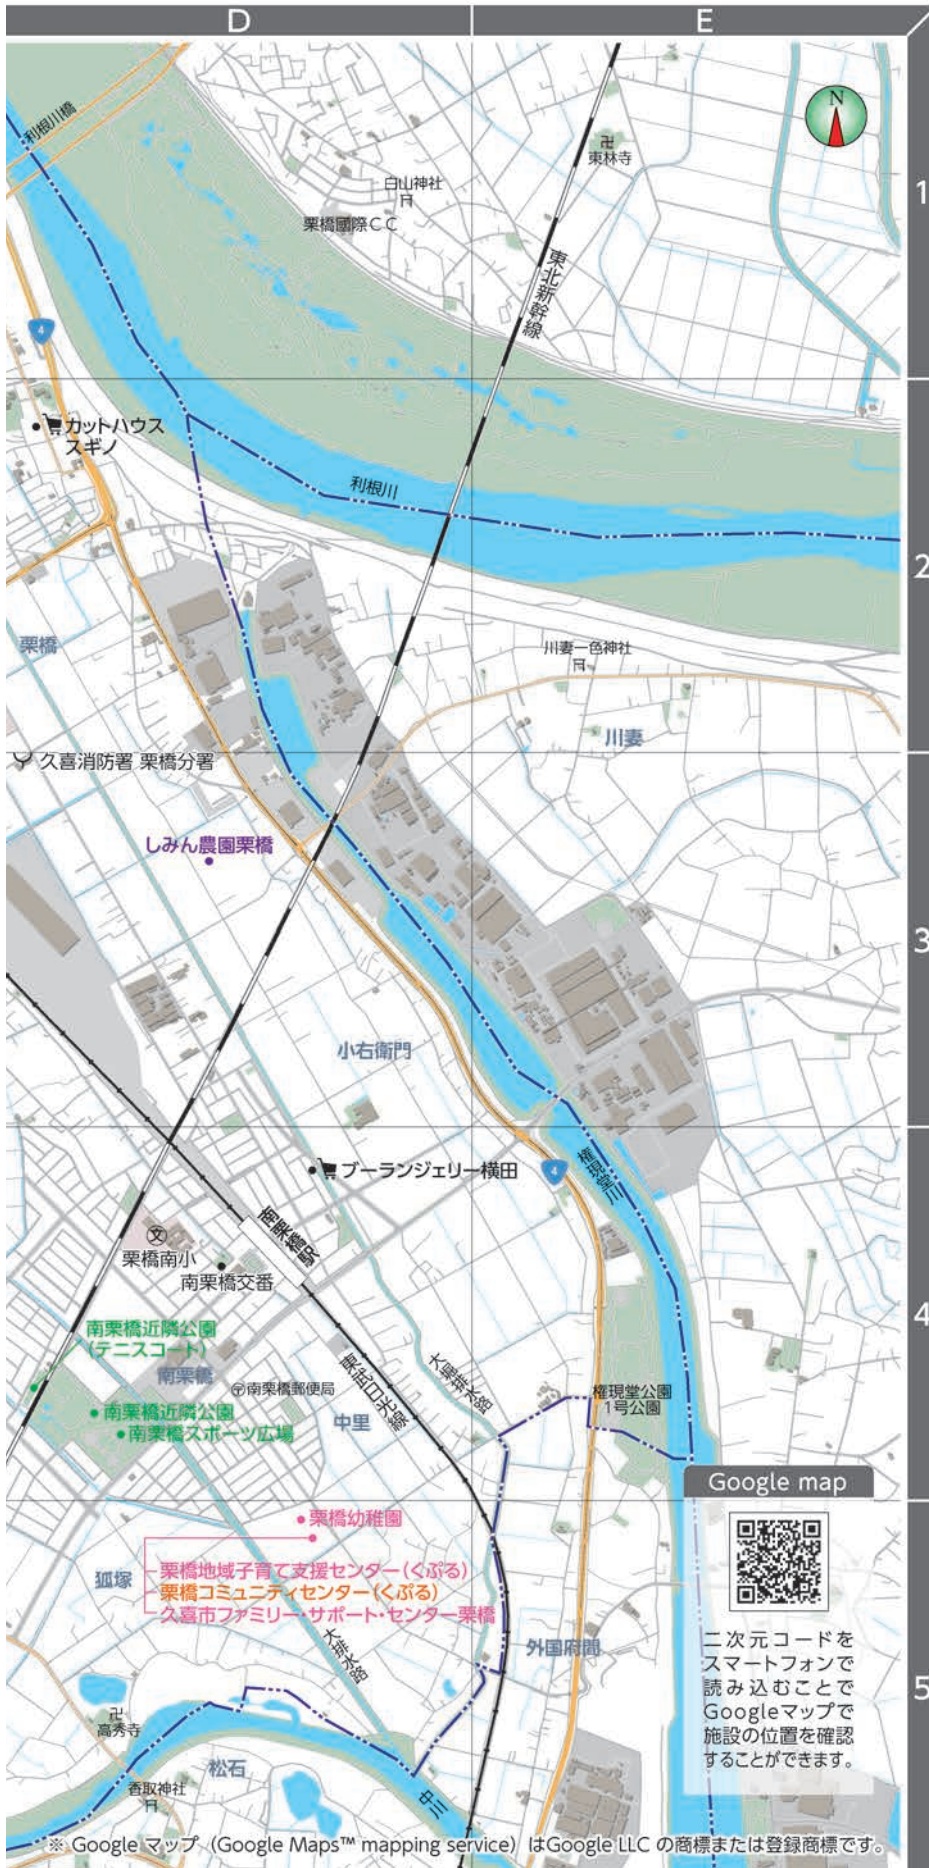 D
E
利根川橋
N
東林寺
白山神社
栗橋國際CC
1
東北新幹線
4
カットハウス
スギノ
利根川
2
川妻一色神社
栗橋
川妻
久喜消防署 栗橋分署
しみん農園栗橋
3
小右衛門
ブーランジェリー横田
4
権現堂川
文
栗橋南小
南栗橋駅
南栗橋交番
4
南栗橋近隣公園
(テニスコート)
南栗橋
東武日光線
大堀排水路
〒南栗橋郵便局
権現堂公園
1号公園
南栗橋近隣公園
中里
南栗橋スポーツ広場
Google map
栗橋幼稚園
狐塚
栗橋地域子育て支援センター(くぷる)
栗橋コミュニティセンター(くぷる)
久喜市ファミリー・サポート・センター栗橋
大排水路
外国府間
二次元コードを
スマートフォンで
読み込むことで
Googleマップで
施設の位置を確認
することができます。
5
卍
高秀寺
松石
香取神社
中川
※ Google マップ (Google Maps™ mapping service) はGoogle LLC の商標または登録商標です。